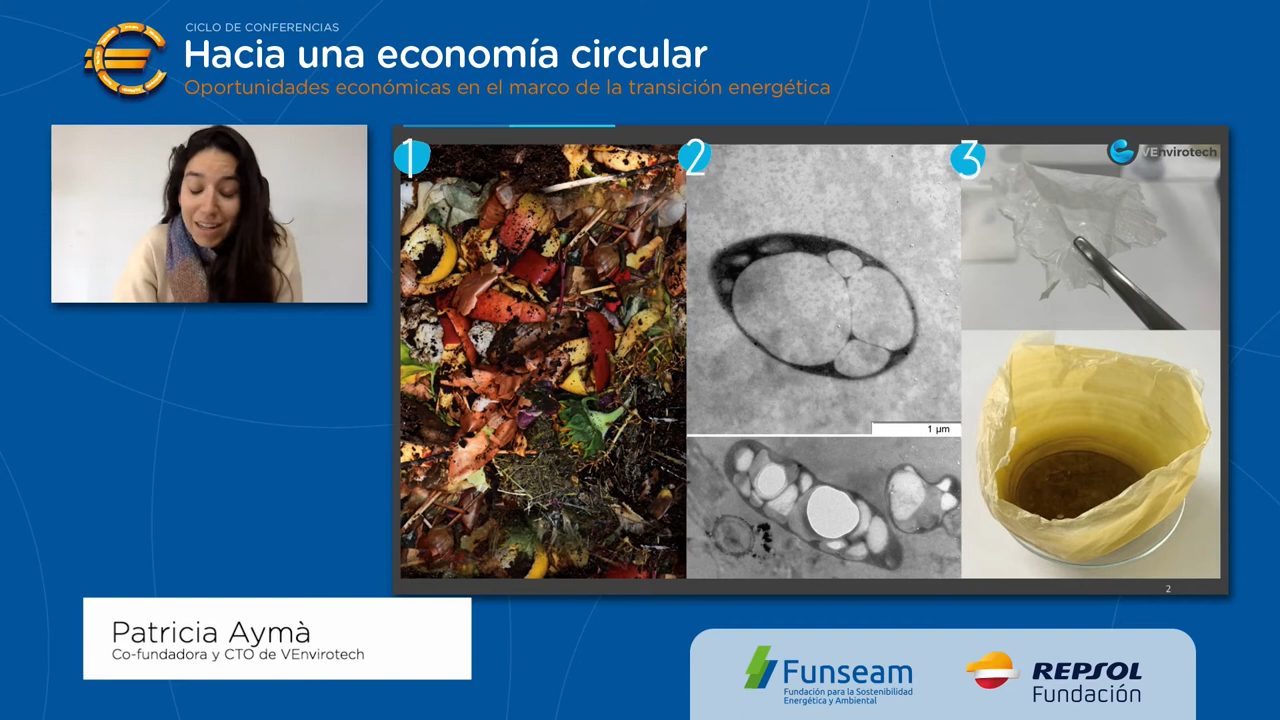 CICLO DE CONFERENCIAS
Hacia una economía circular
Oportunidades económicas en el marco de la transición energética
1
2
3
VEnvirotech
1 μm
2
Patricia Aymà
Co-fundadora y CTO de VEnvirotech
Funseam
Fundación para la Sostenibilidad
Energética y Ambiental
REPSOL
Fundación